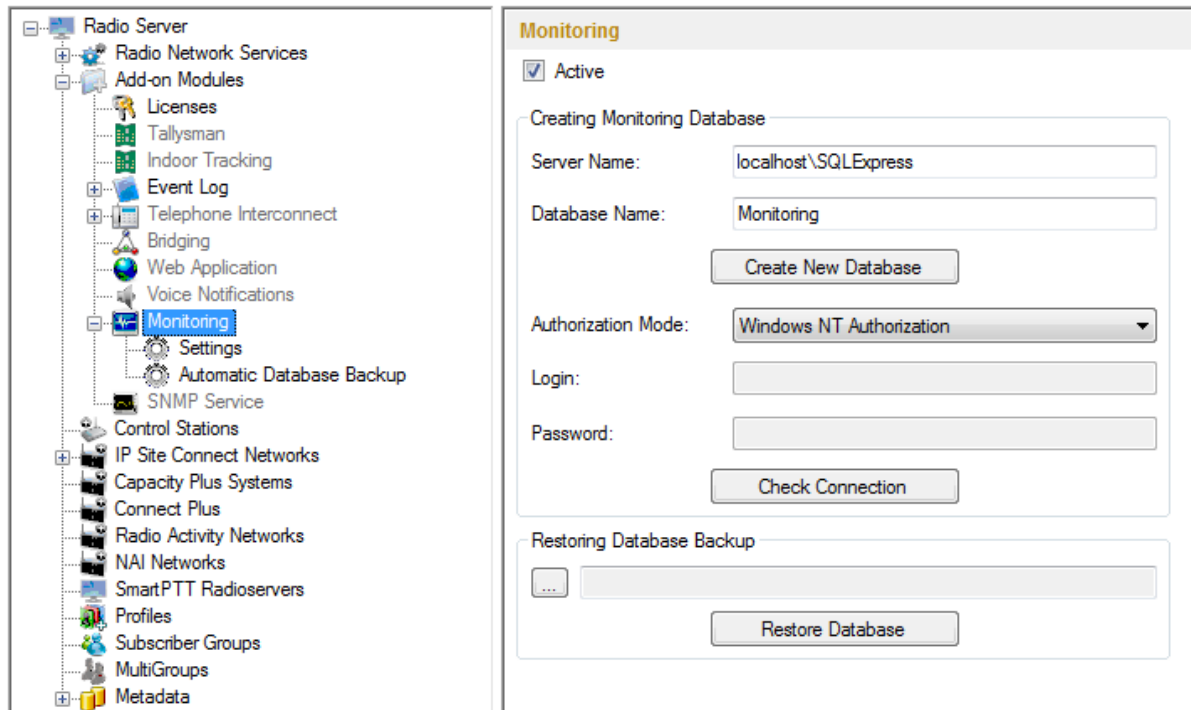 Radio Server
Radio Network Services
Add-on Modules
Licenses
Tallysman
Indoor Tracking
Event Log
Telephone Interconnect
Bridging
Web Application
Voice Notifications
Monitoring
Settings
Automatic Database Backup
SNMP Service
Control Stations
IP Site Connect Networks
Capacity Plus Systems
Connect Plus
Radio Activity Networks
NAI Networks
SmartPTT Radioservers
Profiles
Subscriber Groups
MultiGroups
Metadata
Monitoring
Active
Creating Monitoring Database
Server Name: localhost\SQLExpress
Database Name: Monitoring
Create New Database
Authorization Mode: Windows NT Authorization
Login:
Password:
Check Connection
Restoring Database Backup
...
Restore Database